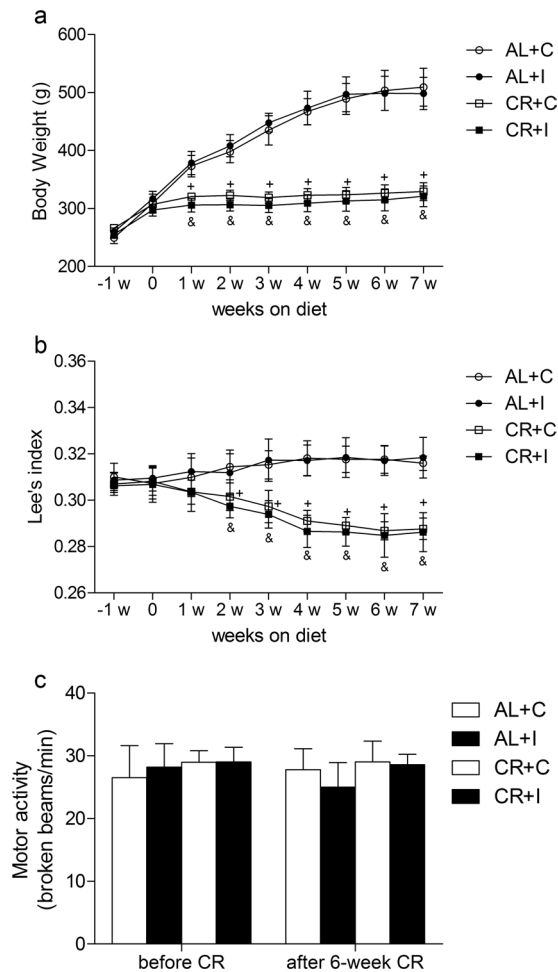 a
600
500
400
300
200
Body Weight (g)
+ + + + + + +
& & & & & & &
-1 w 0 1 w 2 w 3 w 4 w 5 w 6 w 7 w
weeks on diet
AL+C
AL+I
CR+C
CR+I
b
0.36
0.34
0.32
0.30
0.28
0.26
Lee's index
+ + + + + +
& & & & & &
-1 w 0 1 w 2 w 3 w 4 w 5 w 6 w 7 w
weeks on diet
AL+C
AL+I
CR+C
CR+I
c
40
30
20
10
0
Motor activity
(broken beams/min)
before CR after 6-week CR
AL+C
AL+I
CR+C
CR+I